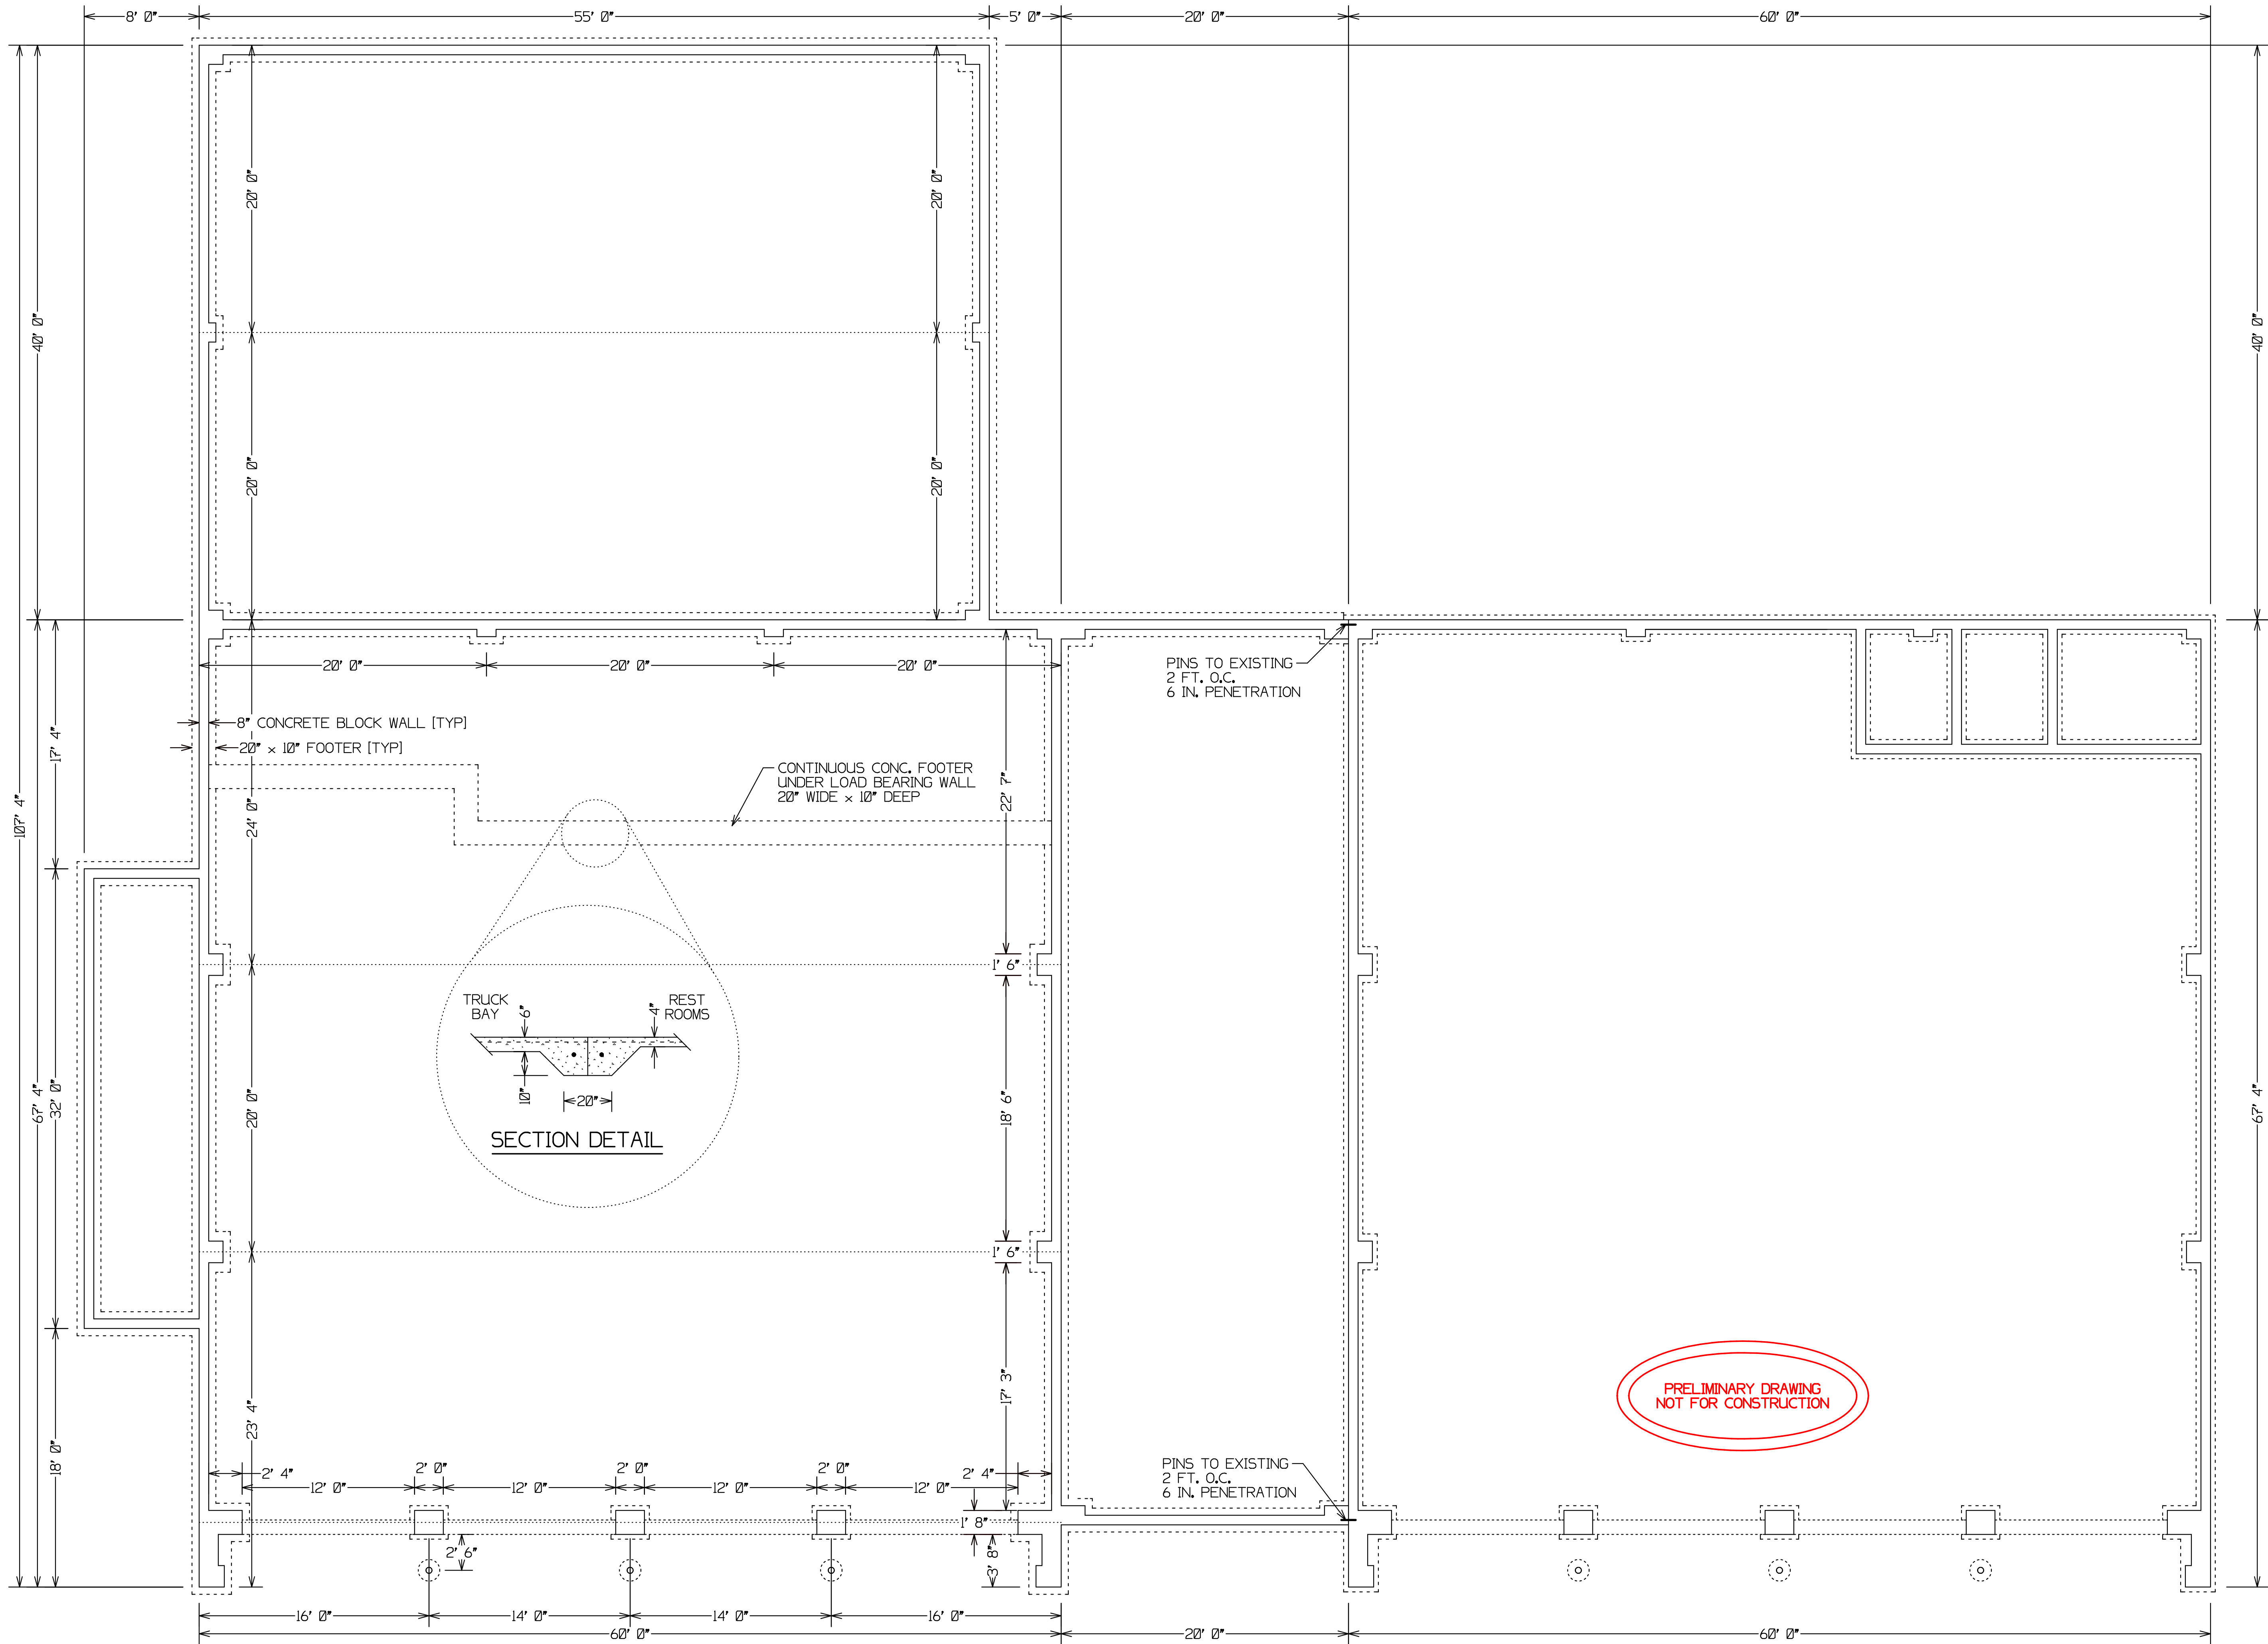 8' 0"
55' 0"
5' 0"
20' 0"
60' 0"
20' 0"
20' 0"
40' 0"
40' 0"
20' 0"
20' 0"
20' 0"
20' 0"
20' 0"
PINS TO EXISTING
2 FT. O.C.
6 IN. PENETRATION
8" CONCRETE BLOCK WALL [TYP]
20" x 10" FOOTER [TYP]
17' 4"
CONTINUOUS CONC. FOOTER
UNDER LOAD BEARING WALL
20" WIDE x 10" DEEP
22' 7"
24' 0"
107' 4"
1' 6"
TRUCK
BAY
6"
4"
REST
ROOMS
10"
20"
SECTION DETAIL
67' 4"
32' 0"
20' 0"
18' 6"
67' 4"
1' 6"
17' 3"
PRELIMINARY DRAWING
NOT FOR CONSTRUCTION
23' 4"
18' 0"
2' 4"
2' 0"
2' 0"
2' 0"
2' 4"
12' 0"
12' 0"
12' 0"
12' 0"
PINS TO EXISTING
2 FT. O.C.
6 IN. PENETRATION
1' 8"
2' 6"
3' 8"
16' 0"
14' 0"
14' 0"
16' 0"
60' 0"
20' 0"
60' 0"